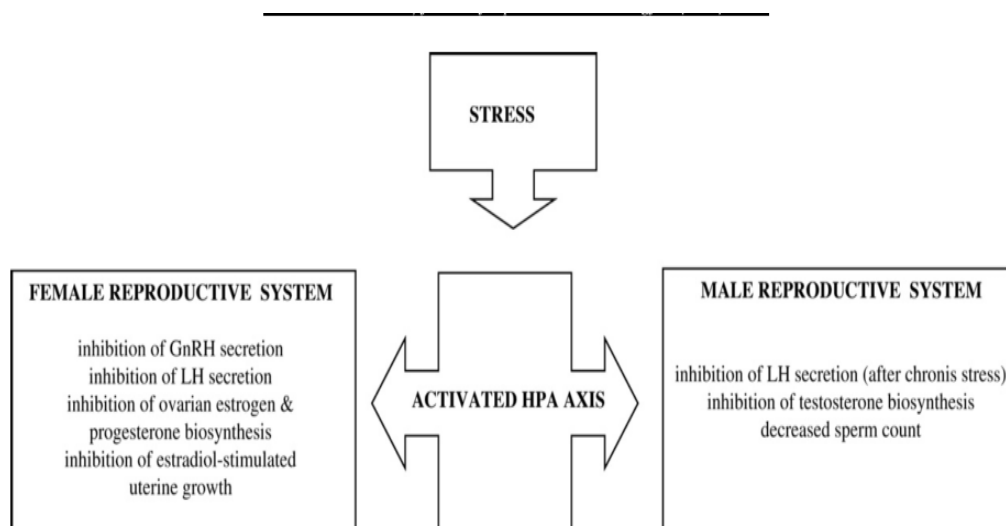 STRESS
FEMALE REPRODUCTIVE SYSTEM
inhibition of GnRH secretion
inhibition of LH secretion
inhibition of ovarian estrogen &
progesterone biosynthesis
inhibition of estradiol-stimulated
uterine growth
ACTIVATED HPA AXIS
MALE REPRODUCTIVE SYSTEM
inhibition of LH secretion (after chronis stress)
inhibition of testosterone biosynthesis
decreased sperm count